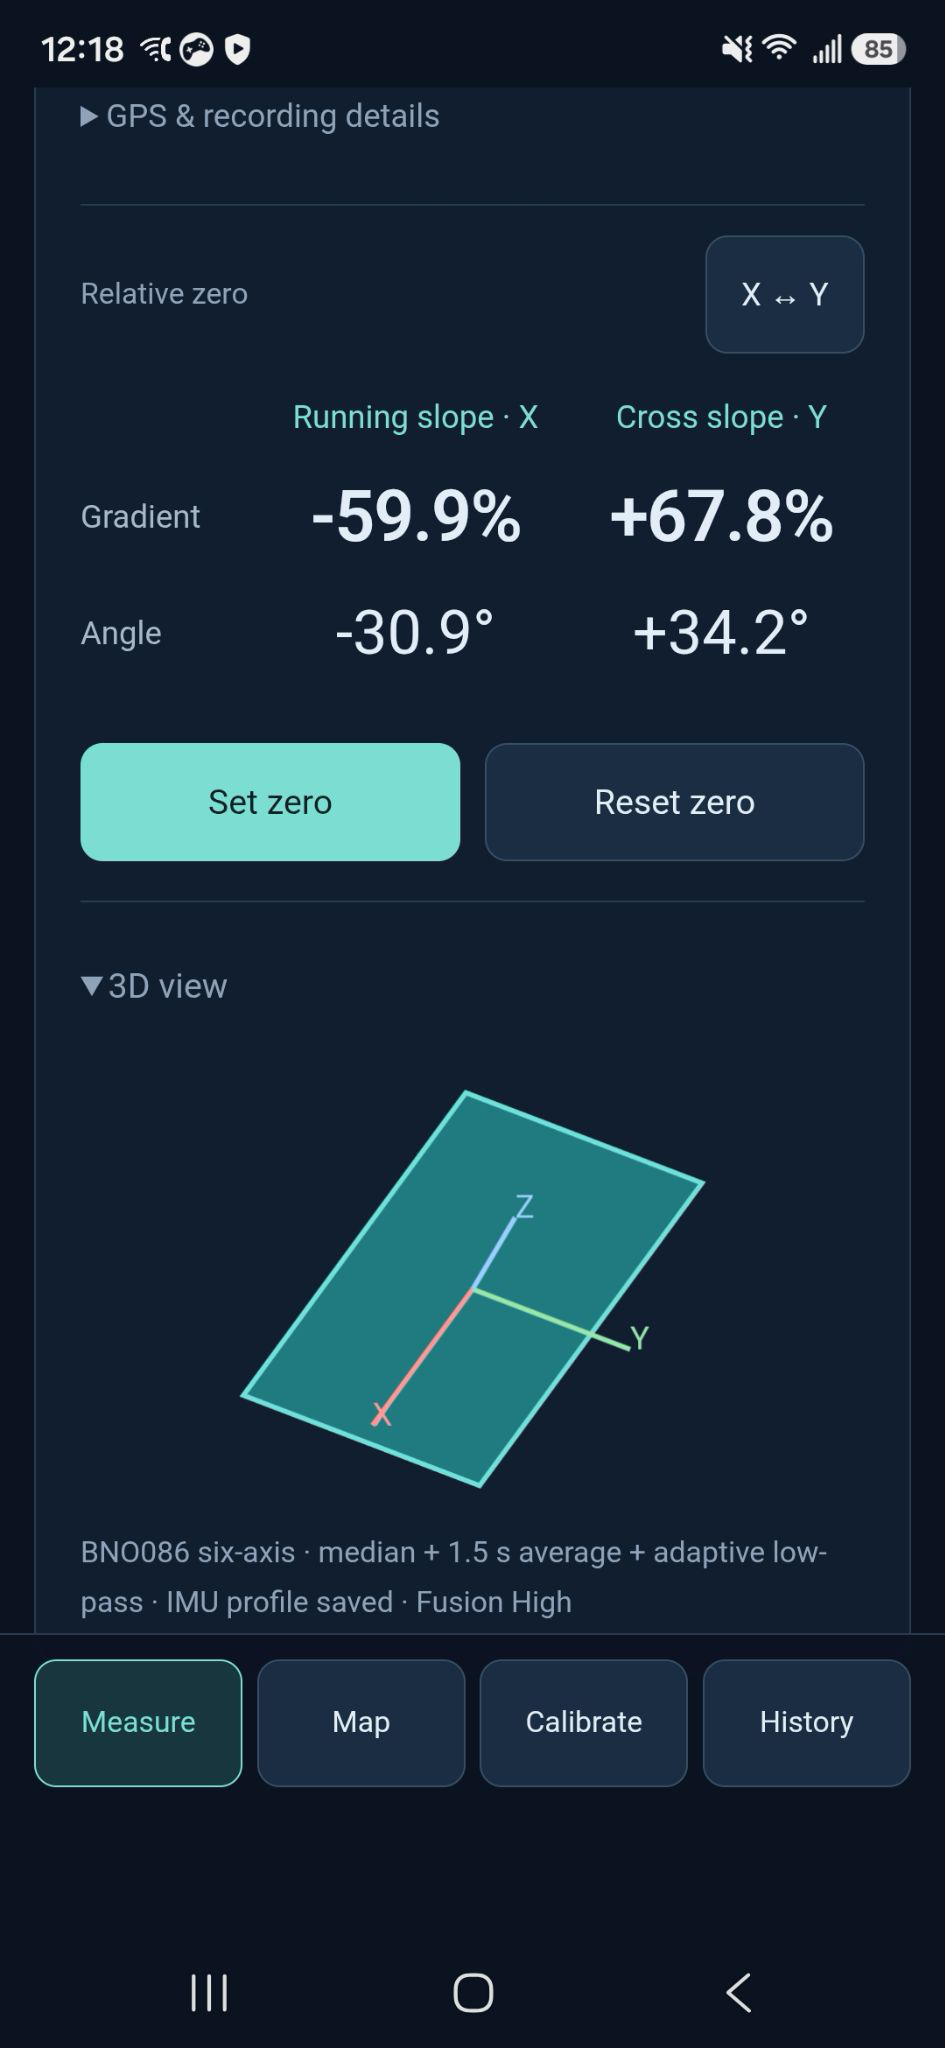 12:18
85
GPS & recording details
Relative zero
X ↔ Y
Running slope · X Cross slope · Y
Gradient -59.9% +67.8%
Angle -30.9° +34.2°
Set zero Reset zero
3D view
Z
Y
X
BNO086 six-axis · median + 1.5 s average + adaptive low-
pass · IMU profile saved · Fusion High
Measure Map Calibrate History